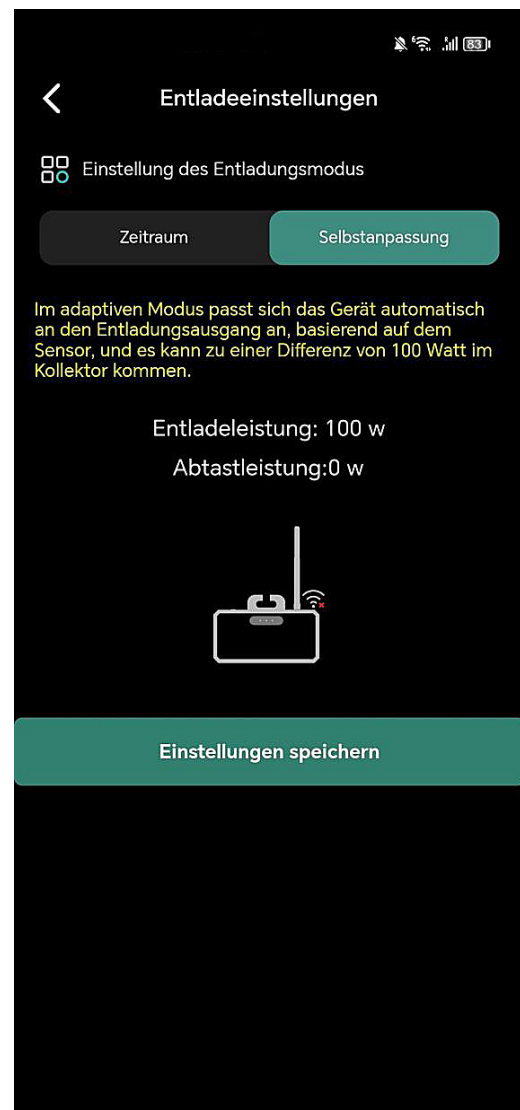 83
Entladeeinstellungen
Einstellung des Entladungsmodus
Zeitraum
Selbstanpassung
Im adaptiven Modus passt sich das Gerät automatisch
an den Entladungsausgang an, basierend auf dem
Sensor, und es kann zu einer Differenz von 100 Watt im
Kollektor kommen.
Entladeleistung: 100 w
Abtastleistung:0 w
Einstellungen speichern